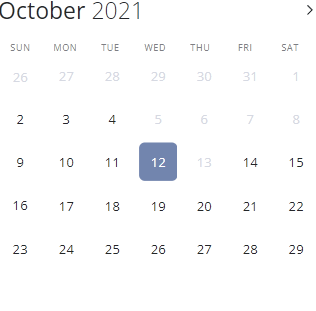 October 2021
SUN MON TUE WED THU FRI SAT
26 27 28 29 30 31 1
2 3 4 5 6 7 8
9 10 11 12 13 14 15
16 17 18 19 20 21 22
23 24 25 26 27 28 29